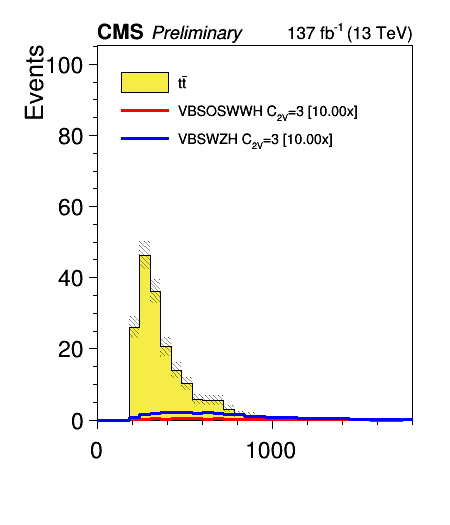 CMS Preliminary 137 fb⁻¹ (13 TeV)
Events
100
tt̄
VBSOSWWH C₂ᵥ=3 [10.00x]
80
VBSWZH C₂ᵥ=3 [10.00x]
60
40
20
0
0 1000